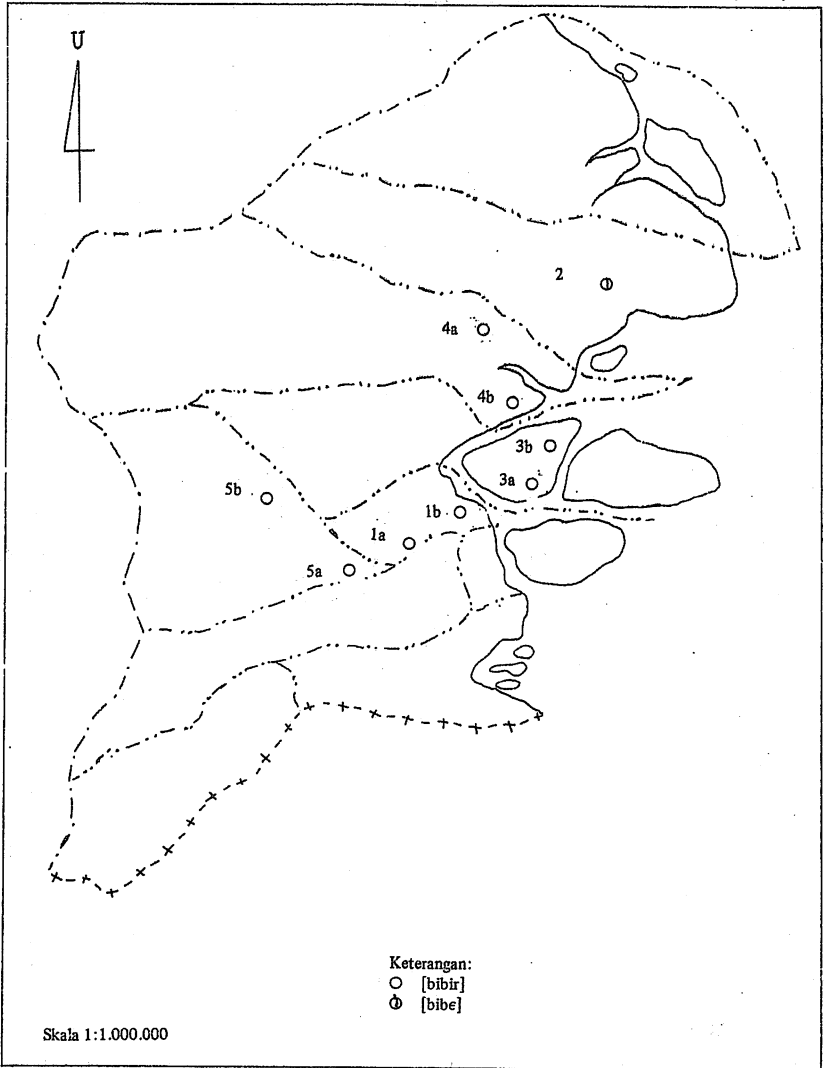 U
2
4a
4b
3b
3a
5b
1b
1a
5a
Keterangan:
[bibir]
[bibɛ]
Skala 1:1.000.000